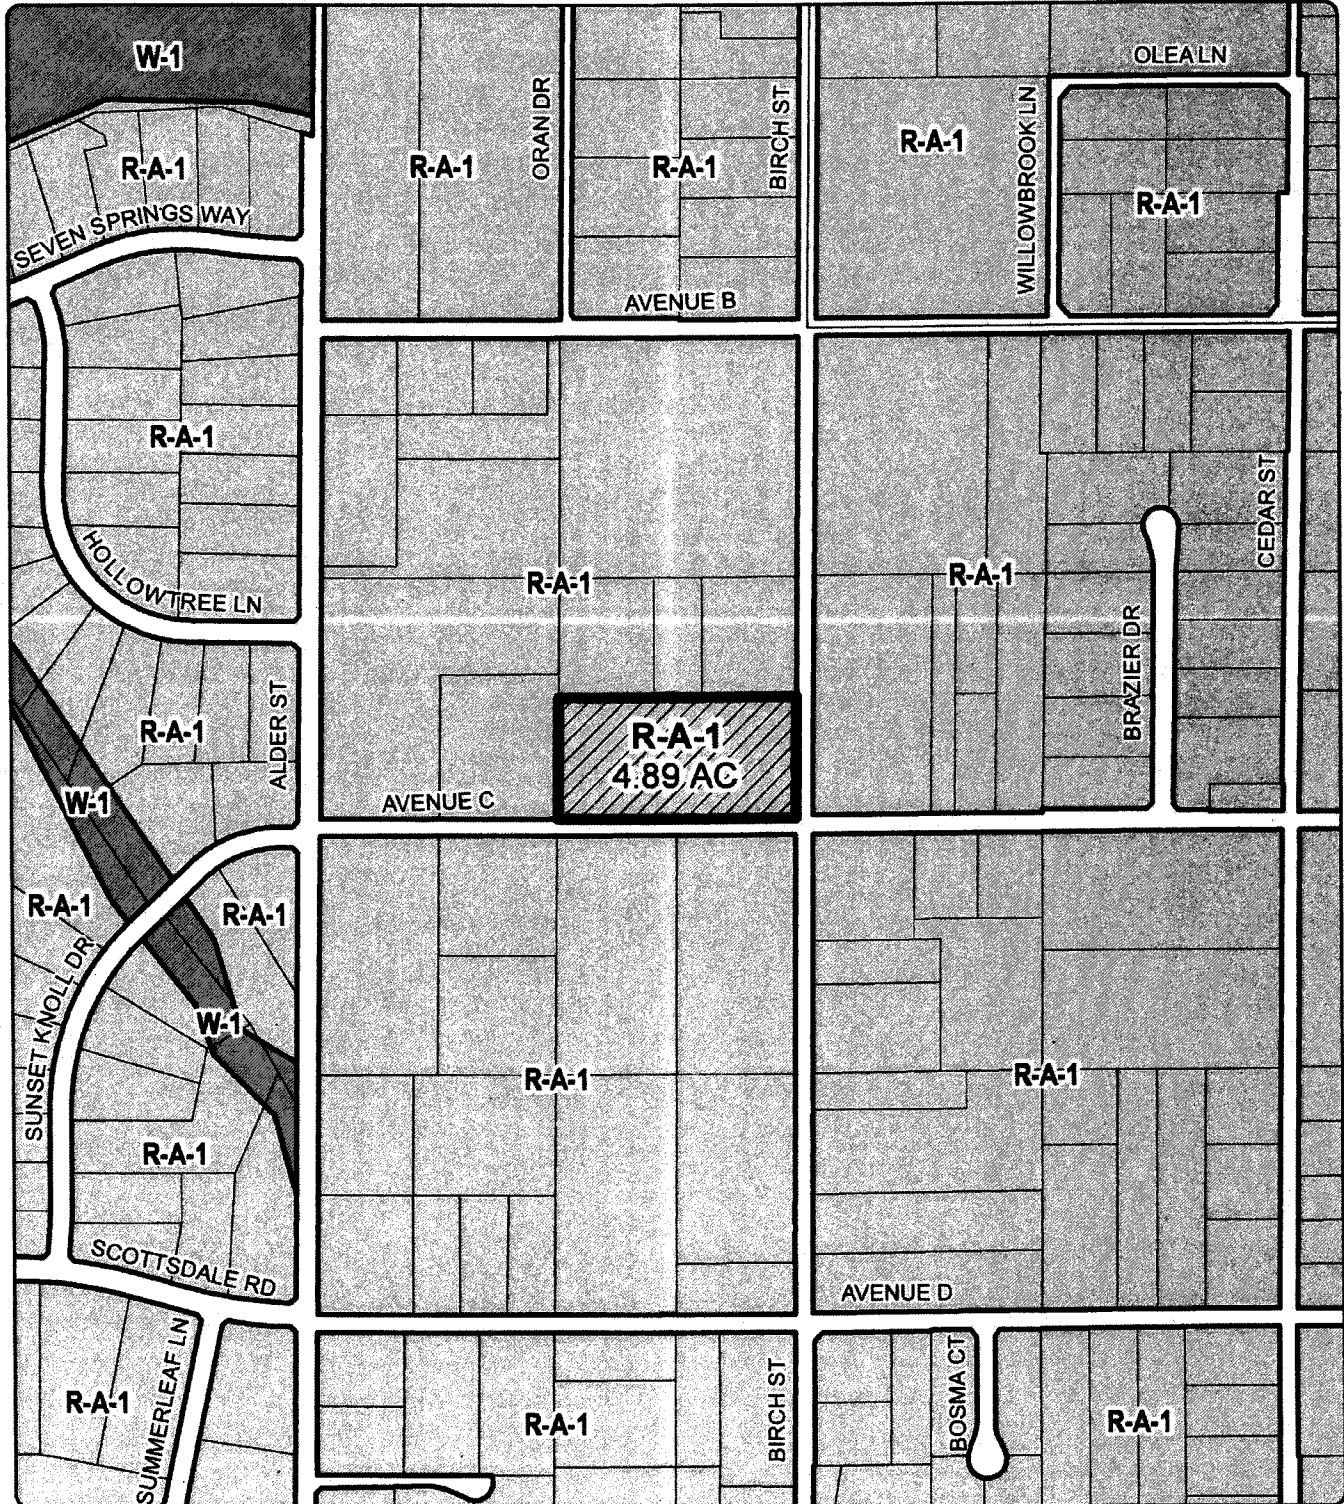 W-1
OLEA LN
R-A-1
R-A-1
ORAN DR
R-A-1
BIRCH ST
R-A-1
WILLOWBROOK LN
R-A-1
SEVEN SPRINGS WAY
AVENUE B
R-A-1
HOLLOWTREE LN
R-A-1
R-A-1
CEDAR ST
BRAZIER DR
R-A-1
ALDER ST
R-A-1
4.89 AC
W-1
AVENUE C
R-A-1
R-A-1
SUNSET KNOLL DR
W-1
R-A-1
R-A-1
R-A-1
SCOTTSDALE RD
AVENUE D
R-A-1
SUMMERLEAF LN
R-A-1
BIRCH ST
BOSMA CT
R-A-1